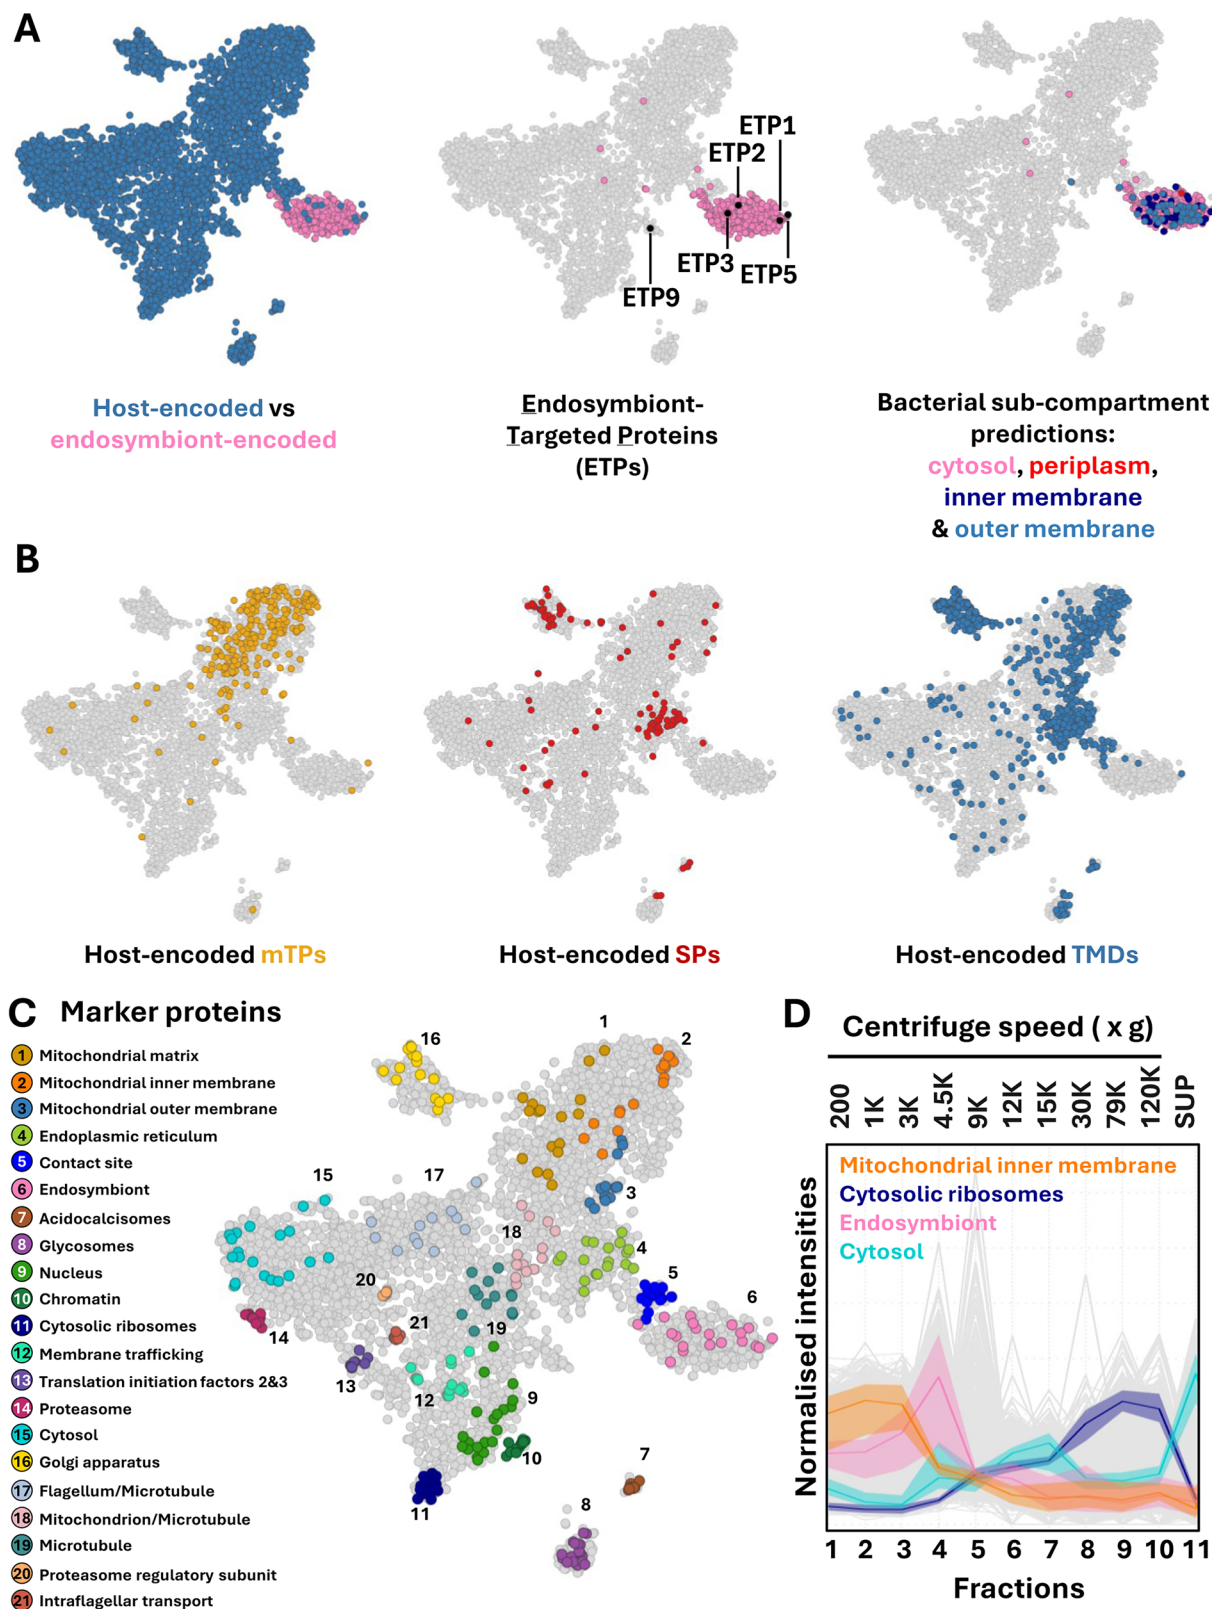 A
ETP1
ETP2
ETP3
ETP5
ETP9
Host-encoded vs
endosymbiont-encoded
Endosymbiont-
Targeted Proteins
(ETPs)
Bacterial sub-compartment
predictions:
cytosol, periplasm,
inner membrane
& outer membrane
B
Host-encoded mTPs
Host-encoded SPs
Host-encoded TMDs
C Marker proteins
1 Mitochondrial matrix
2 Mitochondrial inner membrane
3 Mitochondrial outer membrane
4 Endoplasmic reticulum
5 Contact site
6 Endosymbiont
7 Acidocalcisomes
8 Glycosomes
9 Nucleus
10 Chromatin
11 Cytosolic ribosomes
12 Membrane trafficking
13 Translation initiation factors 2&3
14 Proteasome
15 Cytosol
16 Golgi apparatus
17 Flagellum/Microtubule
18 Mitochondrion/Microtubule
19 Microtubule
20 Proteasome regulatory subunit
21 Intraflagellar transport
1
2
16
15
17
3
18
4
20
5
6
21
19
14
13
12
9
10
11
7
8
D
Centrifuge speed ( x g)
200
1K
3K
4.5K
9K
12K
15K
30K
79K
120K
SUP
Mitochondrial inner membrane
Cytosolic ribosomes
Endosymbiont
Cytosol
Normalised intensities
1 2 3 4 5 6 7 8 9 10 11
Fractions